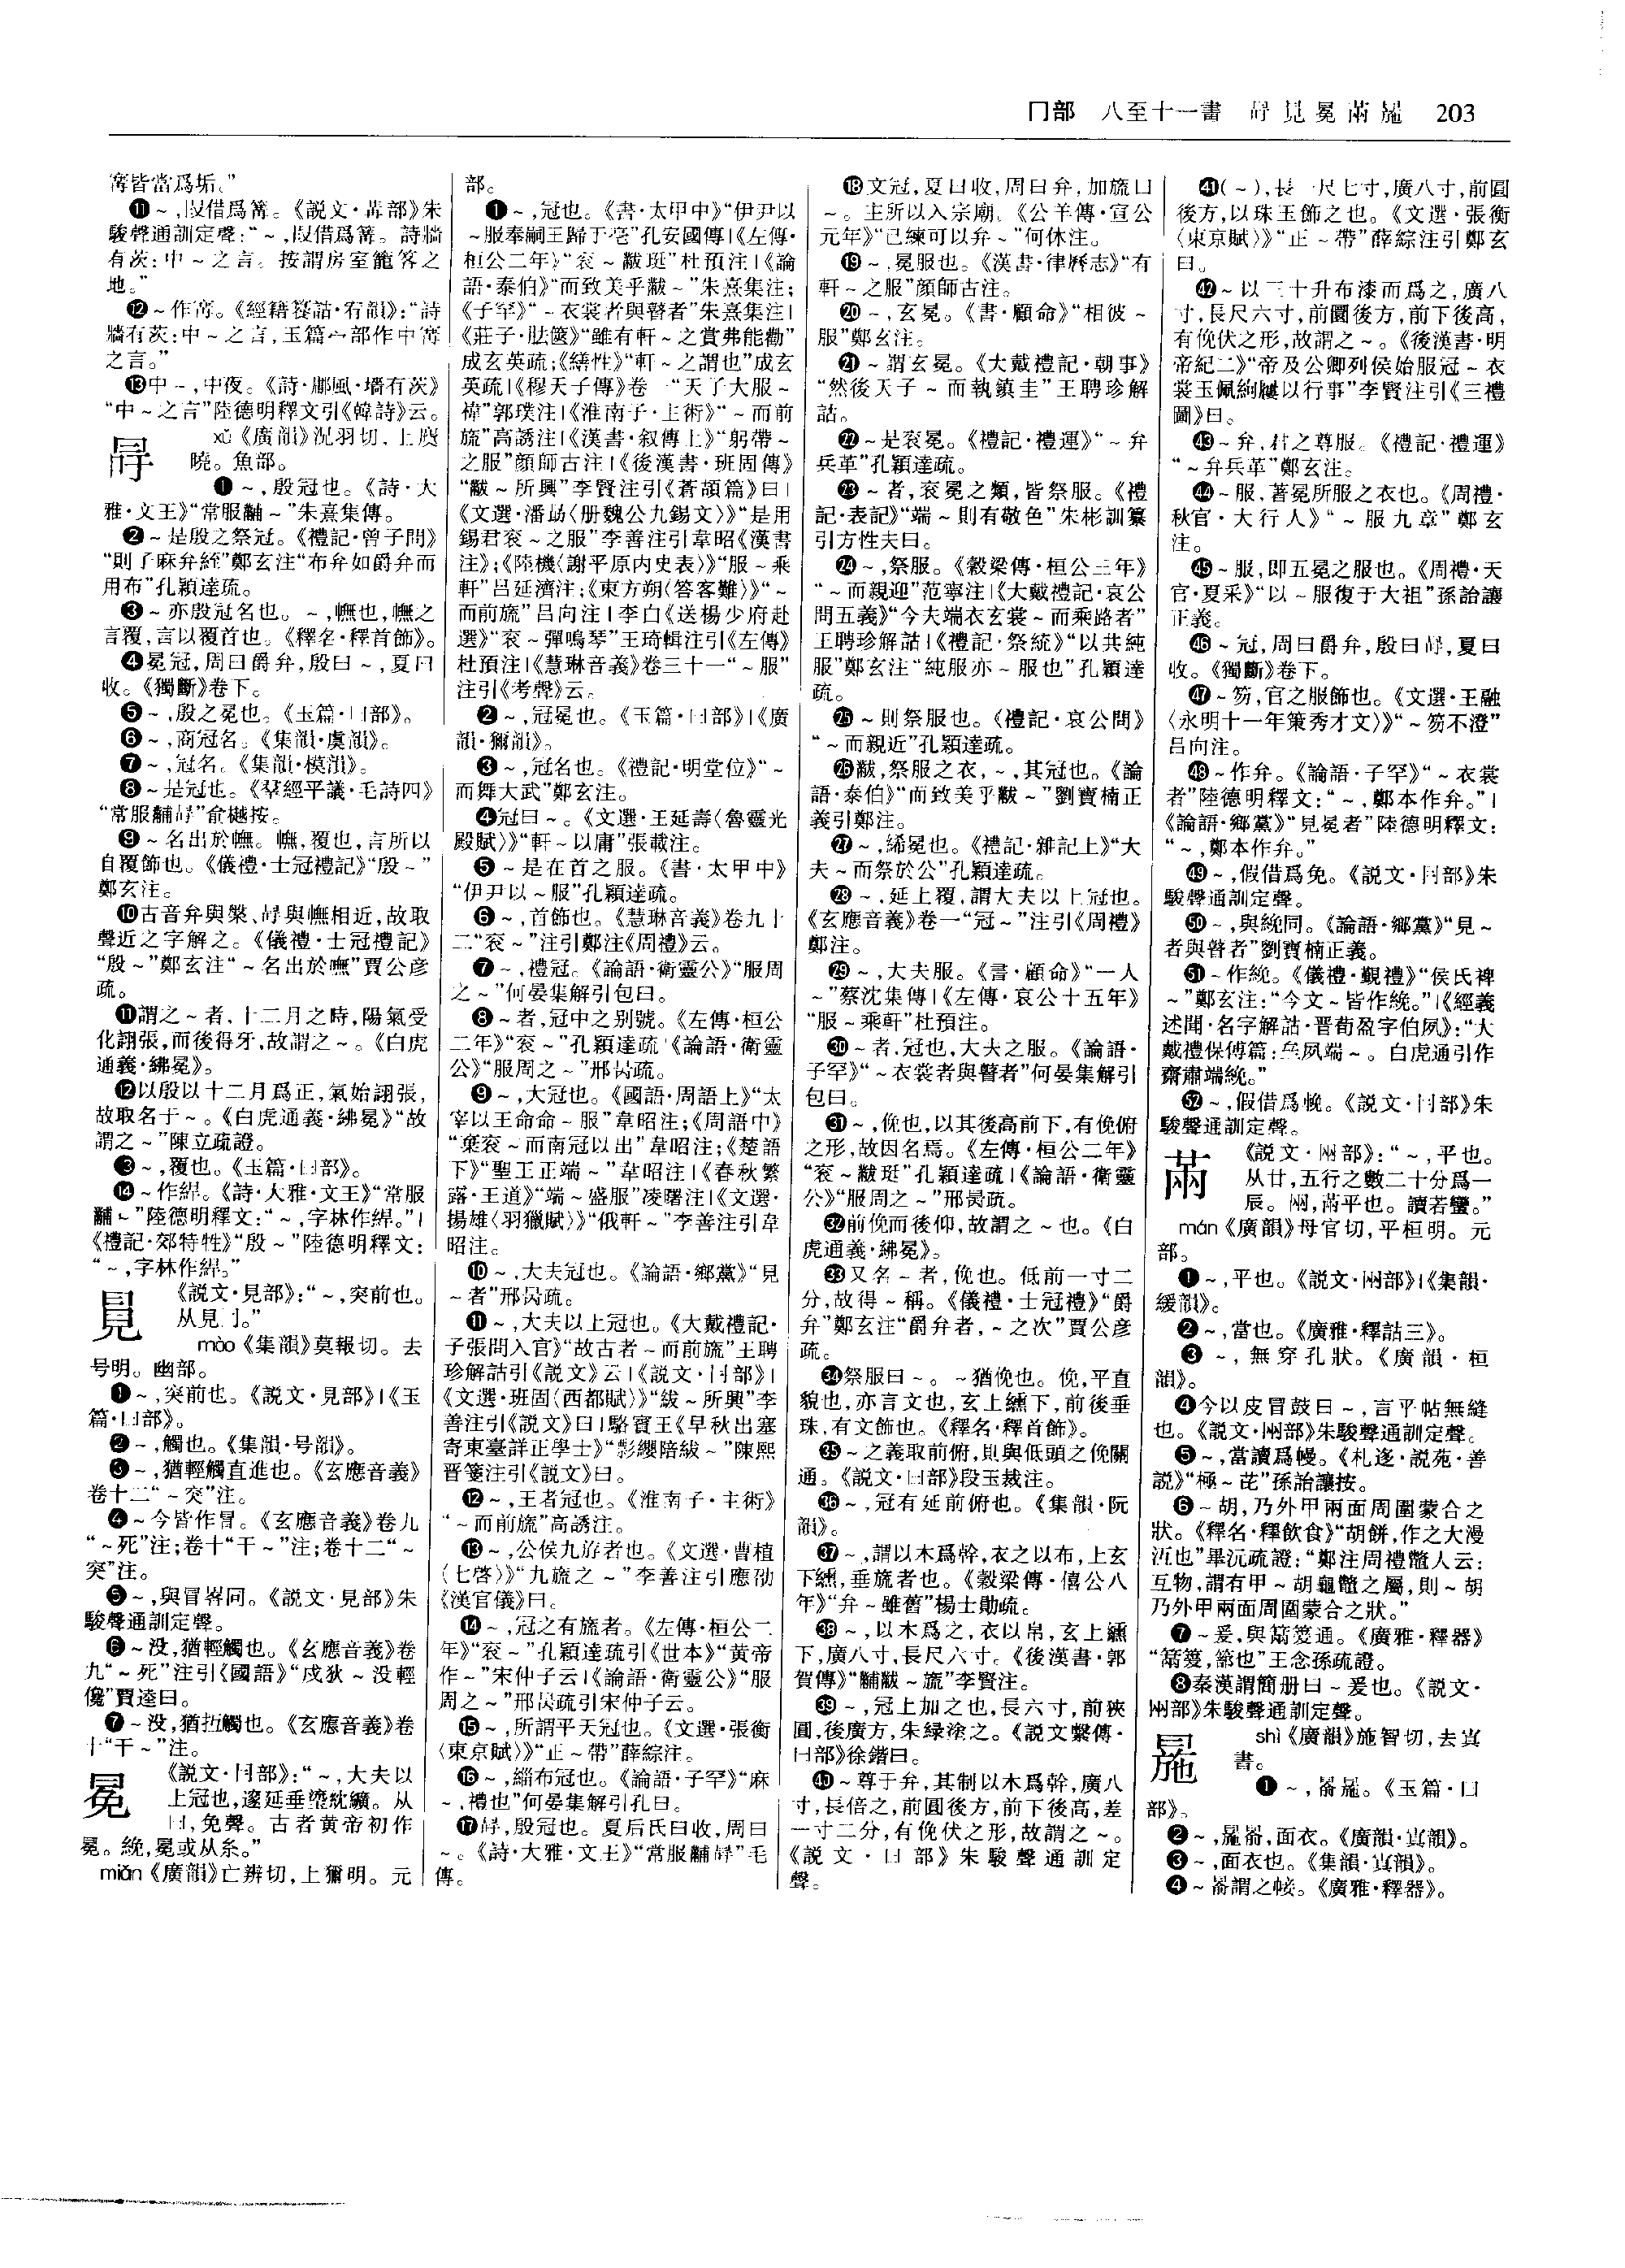 冂部 八至十一畫 冔冃見冕㒼𦋁 203
冓皆當爲垢。”
⓫～,叚借爲篝。《説文·冓部》朱
駿聲通訓定聲:“～,叚借爲篝。詩牆
有茨:中～之言。按謂房室籠笿之
地。”
⓬～作冓。《經籍籑詁·宥韻》:“詩
牆有茨:中～之言,玉篇宀部作中冓
之言。”
⓭中～,中夜。《詩·鄘風·墻有茨》
“中～之言”陸德明釋文引《韓詩》云。
冔 xǔ《廣韻》況羽切,上麌
曉。魚部。
❶～,殷冠也。《詩·大
雅·文王》“常服黼～”朱熹集傳。
❷～是殷之祭冠。《禮記·曾子問》
“則子麻弁絰”鄭玄注“布弁如爵弁而
用布”孔穎達疏。
❸～亦殷冠名也。～,幠也,幠之
言覆,言以覆首也。《釋名·釋首飾》。
❹冕冠,周曰爵弁,殷曰～,夏曰
收。《獨斷》卷下。
❺～,殷之冕也。《玉篇·冃部》。
❻～,商冠名。《集韻·虞韻》。
❼～,冠名。《集韻·模韻》。
❽～是冠也。《羣經平議·毛詩四》
“常服黼冔”俞樾按。
❾～名出於幠。幠,覆也,言所以
自覆飾也。《儀禮·士冠禮記》“殷～”
鄭玄注。
❿古音弁與槃、冔與幠相近,故取
聲近之字解之。《儀禮·士冠禮記》
“殷～”鄭玄注“～名出於幠”賈公彦
疏。
⓫謂之～者,十二月之時,陽氣受
化詡張,而後得牙,故謂之～。《白虎
通義·紼冕》。
⓬以殷以十二月爲正,氣始詡張,
故取名于～。《白虎通義·紼冕》“故
謂之～”陳立疏證。
⓭～,覆也。《玉篇·冃部》。
⓮～作綒。《詩·大雅·文王》“常服
黼～”陸德明釋文:“～,字林作綒。”|
《禮記·郊特牲》“殷～”陸德明釋文:
“～,字林作綒。”
《説文·見部》:“～,突前也。
从見冃。”
mào《集韻》莫報切。去
号明。幽部。
❶～,突前也。《説文·見部》|《玉
篇·冃部》。
❷～,觸也。《集韻·号韻》。
❸～,猶輕觸直進也。《玄應音義》
卷十二“～突”注。
❹～今皆作冒。《玄應音義》卷九
“～死”注;卷十“干～”注;卷十二“～
突”注。
❺～,與冒䍐同。《説文·見部》朱
駿聲通訓定聲。
❻～没,猶輕觸也。《玄應音義》卷
九“～死”注引《國語》“戎狄～没輕
儳”賈逵曰。
❼～没,猶抵觸也。《玄應音義》卷
十“干～”注。
冕 《説文·冃部》:“～,大夫以
上冠也,邃延垂瑬紞纊。从
冃,免聲。古者黄帝初作
冕。絻,冕或从糸。”
miǎn《廣韻》亡辨切,上獮明。元
部。
❶～,冠也。《書·太甲中》“伊尹以
～服奉嗣王歸于亳”孔安國傳|《左傳·
桓公二年》“衮～黻珽”杜預注|《論
語·泰伯》“而致美乎黻～”朱熹集注;
《子罕》“～衣裳者與瞽者”朱熹集注|
《莊子·胠篋》“雖有軒～之賞弗能勸”
成玄英疏;《繕性》“軒～之謂也”成玄
英疏|《穆天子傳》卷一“天子大服～
褘”郭璞注|《淮南子·主術》“～而前
旒”高誘注|《漢書·叙傳上》“躬帶～
之服”顔師古注|《後漢書·班固傳》
“黻～所興”李賢注引《蒼頡篇》曰|
《文選·潘勗〈册魏公九錫文〉》“是用
錫君衮～之服”李善注引韋昭《漢書
注》;《陸機〈謝平原内史表〉》“服～乘
軒”吕延濟注;《東方朔〈答客難〉》“～
而前旒”吕向注|李白《送楊少府赴
選》“衮～彈鳴琴”王琦輯注引《左傳》
杜預注|《慧琳音義》卷三十一“～服”
注引《考聲》云。
❷～,冠冕也。《玉篇·冃部》|《廣
韻·獮韻》。
❸～,冠名也。《禮記·明堂位》“～
而舞大武”鄭玄注。
❹冠曰～。《文選·王延壽〈魯靈光
殿賦〉》“軒～以庸”張載注。
❺～是在首之服。《書·太甲中》
“伊尹以～服”孔穎達疏。
❻～,首飾也。《慧琳音義》卷九十
二“衮～”注引鄭注《周禮》云。
❼～,禮冠。《論語·衛靈公》“服周
之～”何晏集解引包曰。
❽～者,冠中之别號。《左傳·桓公
二年》“衮～”孔穎達疏|《論語·衛靈
公》“服周之～”邢昺疏。
❾～,大冠也。《國語·周語上》“太
宰以王命命～服”韋昭注;《周語中》
“棄衮～而南冠以出”韋昭注;《楚語
下》“聖王正端～”韋昭注|《春秋繁
露·王道》“端～盛服”凌曙注|《文選·
揚雄〈羽獵賦〉》“俄軒～”李善注引韋
昭注。
❿～,大夫冠也。《論語·鄉黨》“見
～者”邢昺疏。
⓫～,大夫以上冠也。《大戴禮記·
子張問入官》“故古者～而前旒”王聘
珍解詁引《説文》云|《説文·冃部》|
《文選·班固〈西都賦〉》“紱～所興”李
善注引《説文》曰|駱賓王《早秋出塞
寄東臺詳正學士》“彯纓陪紱～”陳熙
晋箋注引《説文》曰。
⓬～,王者冠也。《淮南子·主術》
“～而前旒”高誘注。
⓭～,公侯九斿者也。《文選·曹植
〈七啓〉》“九旒之～”李善注引應劭
《漢官儀》曰。
⓮～,冠之有旒者。《左傳·桓公二
年》“衮～”孔穎達疏引《世本》“黄帝
作～”宋仲子云|《論語·衛靈公》“服
周之～”邢昺疏引宋仲子云。
⓯～,所謂平天冠也。《文選·張衡
〈東京賦〉》“正～帶”薛綜注。
⓰～,緇布冠也。《論語·子罕》“麻
～,禮也”何晏集解引孔曰。
⓱冔,殷冠也。夏后氏曰收,周曰
～。《詩·大雅·文王》“常服黼冔”毛
傳。
⓲文冠,夏曰收,周曰弁,加旒曰
～。主所以入宗廟。《公羊傳·宣公
元年》“已練可以弁～”何休注。
⓳～,冕服也。《漢書·律曆志》“有
軒～之服”顔師古注。
⓴～,玄冕。《書·顧命》“相彼～
服”鄭玄注。
㉑～謂玄冕。《大戴禮記·朝事》
“然後天子～而執鎮圭”王聘珍解
詁。
㉒～是衮冕。《禮記·禮運》“～弁
兵革”孔穎達疏。
㉓～者,衮冕之類,皆祭服。《禮
記·表記》“端～則有敬色”朱彬訓纂
引方性夫曰。
㉔～,祭服。《穀梁傳·桓公三年》
“～而親迎”范寧注|《大戴禮記·哀公
問五義》“今夫端衣玄裳～而乘路者”
王聘珍解詁|《禮記·祭統》“以共純
服”鄭玄注“純服亦～服也”孔穎達
疏。
㉕～則祭服也。《禮記·哀公問》
“～而親近”孔穎達疏。
㉖黻,祭服之衣,～,其冠也。《論
語·泰伯》“而致美乎黻～”劉寶楠正
義引鄭注。
㉗～,絺冕也。《禮記·雜記上》“大
夫～而祭於公”孔穎達疏。
㉘～,延上覆,謂大夫以上冠也。
《玄應音義》卷一“冠～”注引《周禮》
鄭注。
㉙～,大夫服。《書·顧命》“一人
～”蔡沈集傳|《左傳·哀公十五年》
“服～乘軒”杜預注。
㉚～者,冠也,大夫之服。《論語·
子罕》“～衣裳者與瞽者”何晏集解引
包曰。
㉛～,俛也,以其後高前下,有俛俯
之形,故因名焉。《左傳·桓公二年》
“衮～黻珽”孔穎達疏|《論語·衛靈
公》“服周之～”邢昺疏。
㉜前俛而後仰,故謂之～也。《白
虎通義·紼冕》。
㉝又名～者,俛也。低前一寸二
分,故得～稱。《儀禮·士冠禮》“爵
弁”鄭玄注“爵弁者,～之次”賈公彦
疏。
㉞祭服曰～。～猶俛也。俛,平直
貌也,亦言文也,玄上纁下,前後垂
珠,有文飾也。《釋名·釋首飾》。
㉟～之義取前俯,則與低頭之俛關
通。《説文·冃部》段玉裁注。
㊱～,冠有延前俯也。《集韻·阮
韻》。
㊲～,謂以木爲幹,衣之以布,上玄
下纁,垂旒者也。《穀梁傳·僖公八
年》“弁～雖舊”楊士勛疏。
㊳～,以木爲之,衣以帛,玄上纁
下,廣八寸,長尺六寸。《後漢書·郭
賀傳》“黼黻～旒”李賢注。
㊴～,冠上加之也,長六寸,前狹
圓,後廣方,朱緑塗之。《説文繫傳·
冃部》徐鍇曰。
㊵～尊于弁,其制以木爲幹,廣八
寸,長倍之,前圓後方,前下後高,差
一寸二分,有俛伏之形,故謂之～。
《説文·冃部》朱駿聲通訓定
聲。
㊶(～),長一尺七寸,廣八寸,前圓
後方,以珠玉飾之也。《文選·張衡
〈東京賦〉》“正～帶”薛綜注引鄭玄
曰。
㊷～以三十升布漆而爲之,廣八
寸,長尺六寸,前圜後方,前下後高,
有俛伏之形,故謂之～。《後漢書·明
帝紀二》“帝及公卿列侯始服冠～衣
裳玉佩絇屨以行事”李賢注引《三禮
圖》曰。
㊸～弁,君之尊服。《禮記·禮運》
“～弁兵革”鄭玄注。
㊹～服,著冕所服之衣也。《周禮·
秋官·大行人》“～服九章”鄭玄
注。
㊺～服,即五冕之服也。《周禮·天
官·夏采》“以～服復于大祖”孫詒讓
正義。
㊻～冠,周曰爵弁,殷曰冔,夏曰
收。《獨斷》卷下。
㊼～笏,官之服飾也。《文選·王融
〈永明十一年策秀才文〉》“～笏不澄”
吕向注。
㊽～作弁。《論語·子罕》“～衣裳
者”陸德明釋文:“～,鄭本作弁。”|
《論語·鄉黨》“見冕者”陸德明釋文:
“～,鄭本作弁。”
㊾～,假借爲免。《説文·冃部》朱
駿聲通訓定聲。
㊿～,與絻同。《論語·鄉黨》“見～
者與瞽者”劉寶楠正義。
51～作絻。《儀禮·覲禮》“侯氏裨
～”鄭玄注:“今文～皆作絻。”|《經義
述聞·名字解詁·晋荀盈字伯夙》:“大
戴禮保傅篇:㕘夙端～。白虎通引作
齋肅端絻。”
52～,假借爲悗。《説文·冃部》朱
駿聲通訓定聲。
㒼 《説文·㒳部》:“～,平也。
从廿,五行之數二十分爲一
辰。㒳,㒼平也。讀若蠻。”
mán《廣韻》母官切,平桓明。元
部。
❶～,平也。《説文·㒳部》|《集韻·
緩韻》。
❷～,當也。《廣雅·釋詁三》。
❸～,無穿孔狀。《廣韻·桓
韻》。
❹今以皮冒鼓曰～,言平帖無縫
也。《説文·㒳部》朱駿聲通訓定聲。
❺～,當讀爲幔。《札迻·説苑·善
説》“極～芘”孫詒讓按。
❻～胡,乃外甲兩面周圍蒙合之
狀。《釋名·釋飲食》“胡餅,作之大漫
沍也”畢沅疏證:“鄭注周禮鼈人云:
互物,謂有甲～胡龜鼈之屬,則～胡
乃外甲兩面周圍蒙合之狀。”
❼～爰,與䉒篗通。《廣雅·釋器》
“䉒篗,篰也”王念孫疏證。
❽秦漢謂簡册曰～爰也。《説文·
㒳部》朱駿聲通訓定聲。
shì《廣韻》施智切,去寘
書。
《玉篇·冃
部》。
面衣。《廣韻·寘韻》。
❸～,面衣也。《集韻·寘韻》。
《廣雅·釋器》。